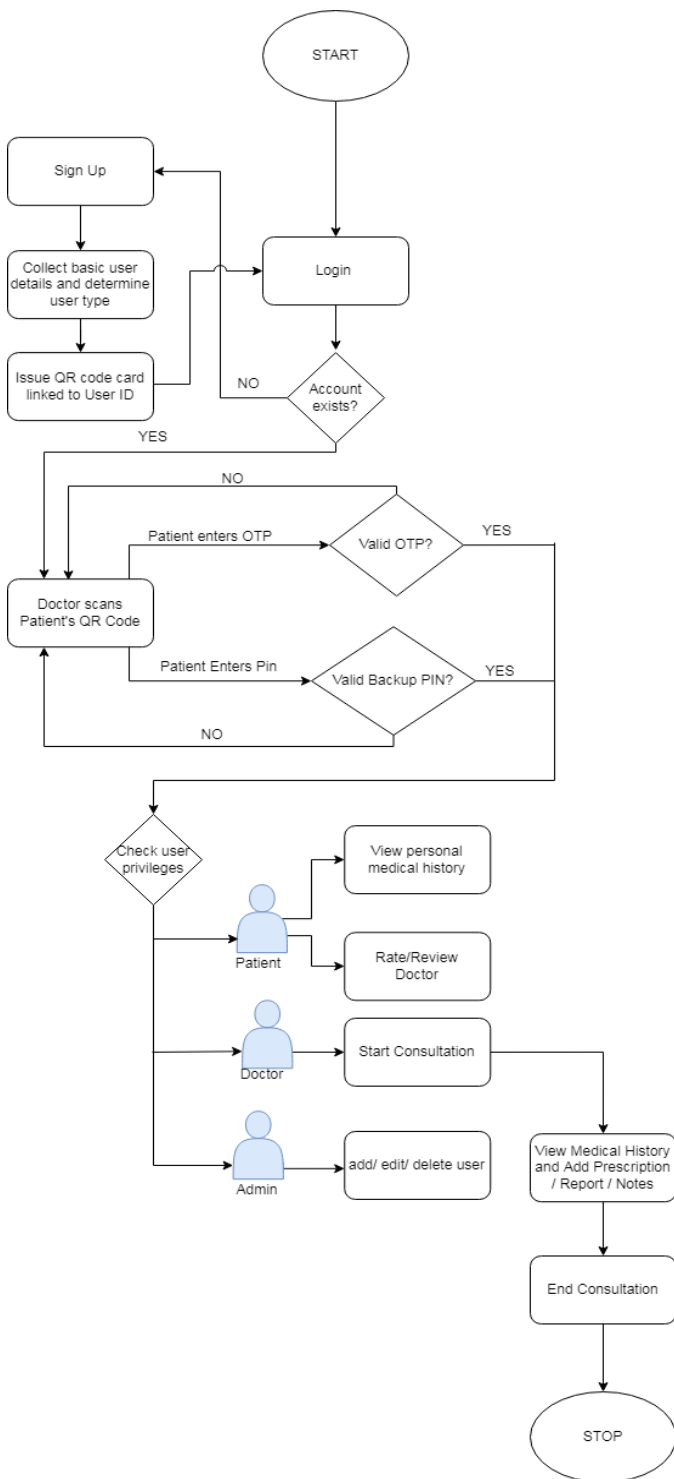 START
Sign Up
Collect basic user
details and determine
user type
Login
Issue QR code card
linked to User ID
NO
Account
exists?
YES
NO
Patient enters OTP
Valid OTP?
YES
Doctor scans
Patient's QR Code
Patient Enters Pin
Valid Backup PIN?
YES
NO
Check user
privileges
View personal
medical history
Patient
Rate/Review
Doctor
Doctor
Start Consultation
Admin
add/ edit/ delete user
View Medical History
and Add Prescription
/ Report / Notes
End Consultation
STOP